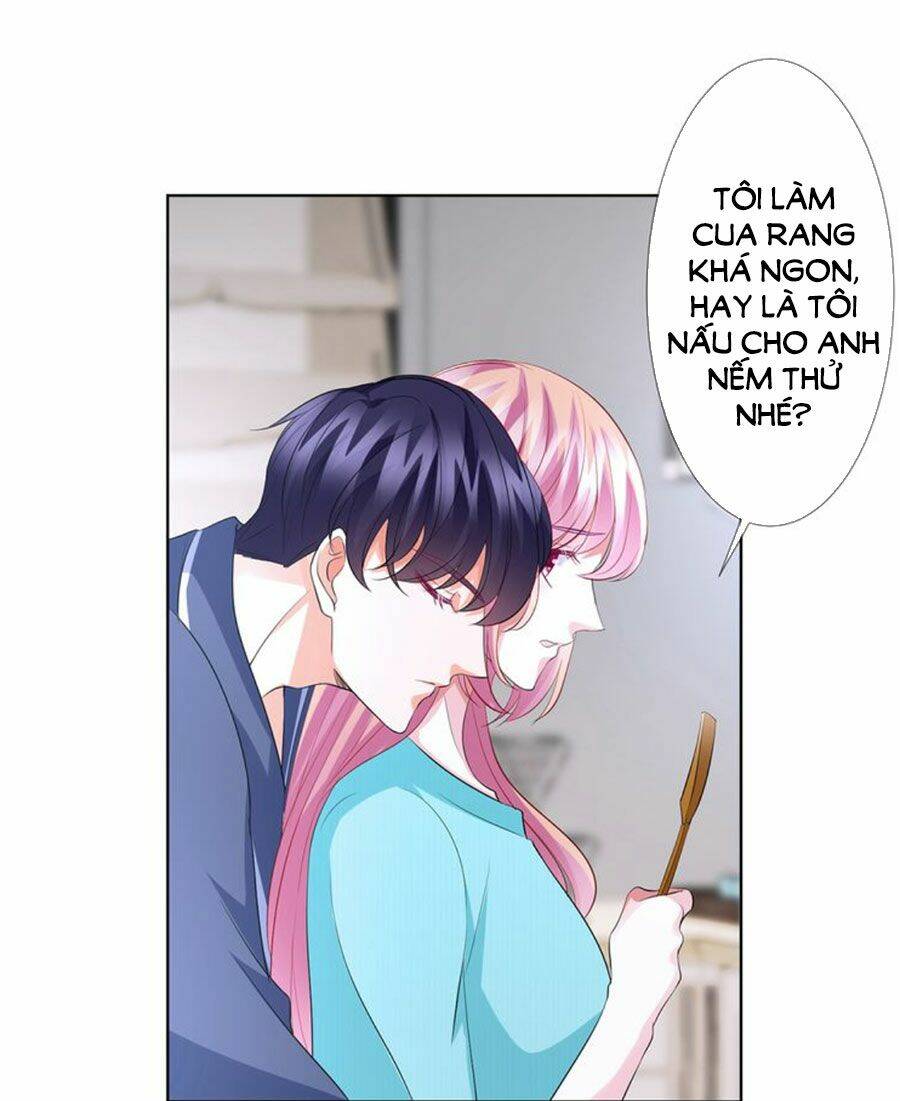 TÔI LÀM
CUA RANG
KHÁ NGON,
HAY LÀ TÔI
NẤU CHO ANH
NẾM THỬ
NHÉ?